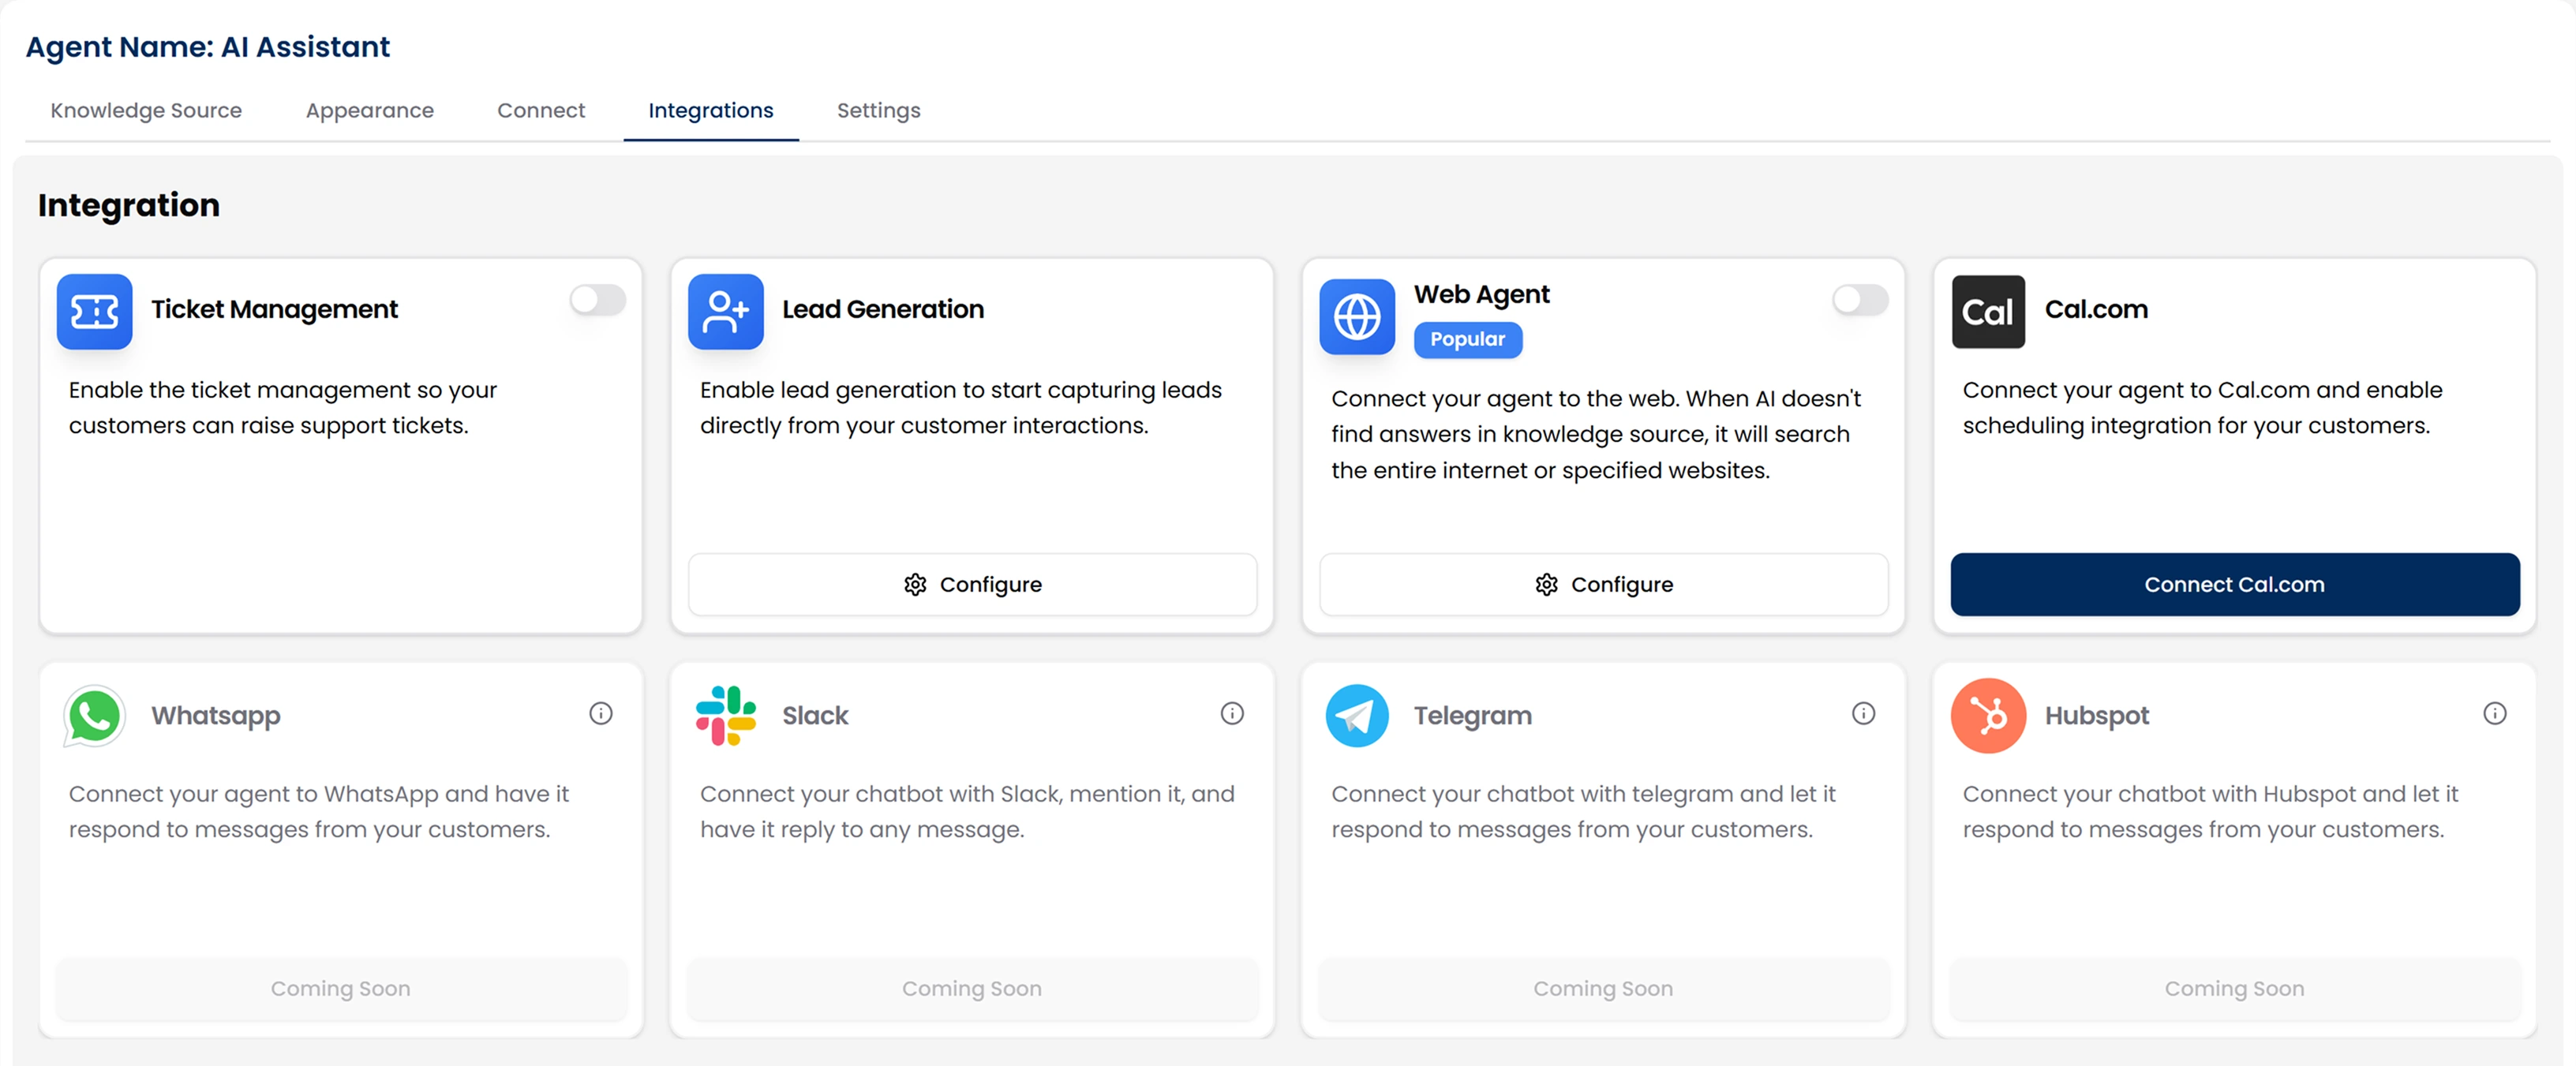 Agent Name: AI Assistant
Knowledge Source
Appearance
Connect
Integrations
Settings
Integration
Ticket Management
Enable the ticket management so your
customers can raise support tickets.
Lead Generation
Enable lead generation to start capturing leads
directly from your customer interactions.
Configure
Web Agent
Popular
Connect your agent to the web. When AI doesn't
find answers in knowledge source, it will search
the entire internet or specified websites.
Configure
Cal
Cal.com
Connect your agent to Cal.com and enable
scheduling integration for your customers.
Connect Cal.com
Whatsapp
Connect your agent to WhatsApp and have it
respond to messages from your customers.
Coming Soon
Slack
Connect your chatbot with Slack, mention it, and
have it reply to any message.
Coming Soon
Telegram
Connect your chatbot with telegram and let it
respond to messages from your customers.
Coming Soon
Hubspot
Connect your chatbot with Hubspot and let it
respond to messages from your customers.
Coming Soon